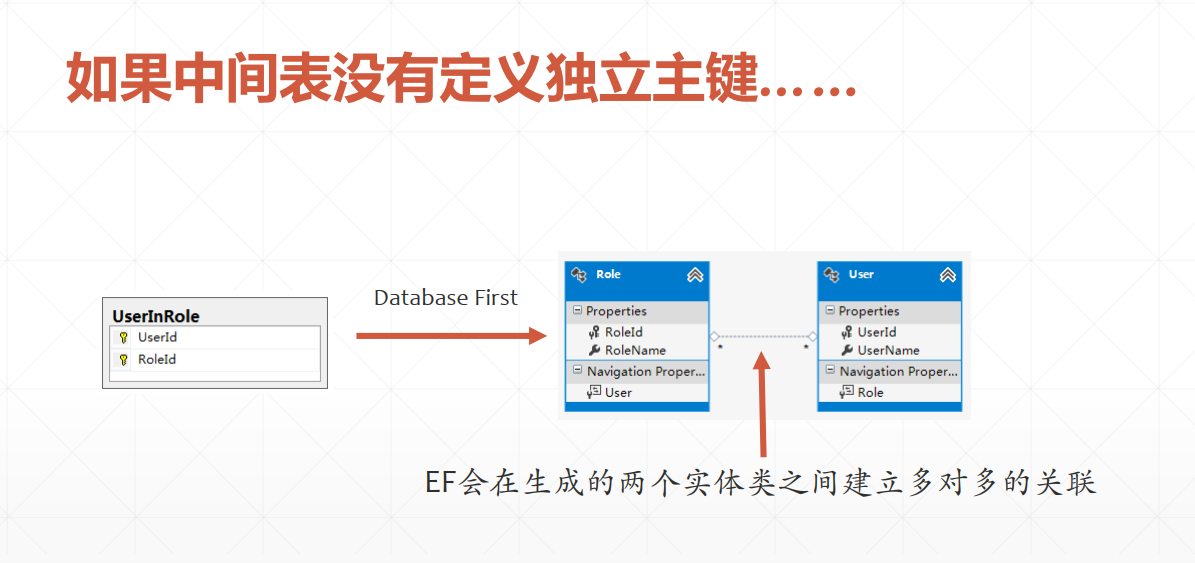 如果中间表没有定义独立主键……
UserInRole
UserId
RoleId
Database First
Role
Properties
RoleId
RoleName
Navigation Proper...
User
*
*
User
Properties
UserId
UserName
Navigation Proper...
Role
EF会在生成的两个实体类之间建立多对多的关联